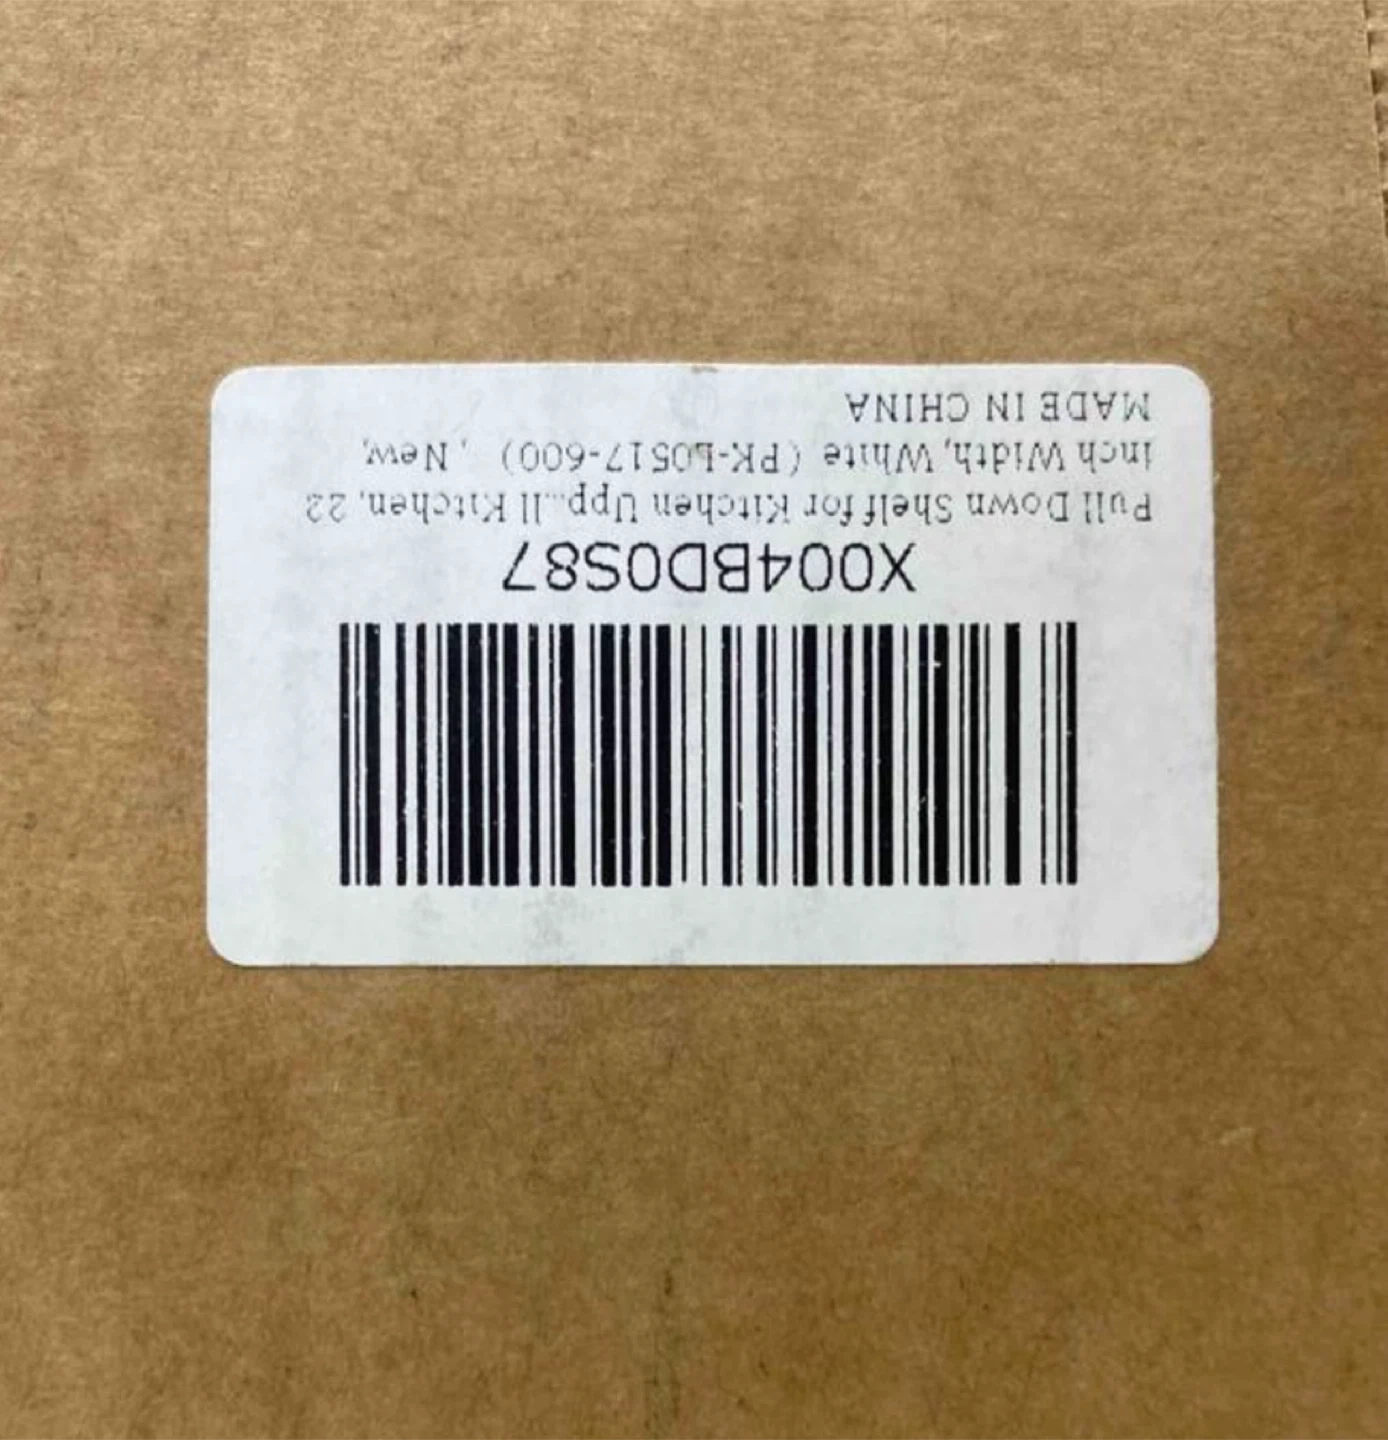 X004BD0S87
Pull Down Shelf for Kitchen Upp...ll Kitchen, 22
inch Width, White (PK-L0517-600) , New,
MADE IN CHINA